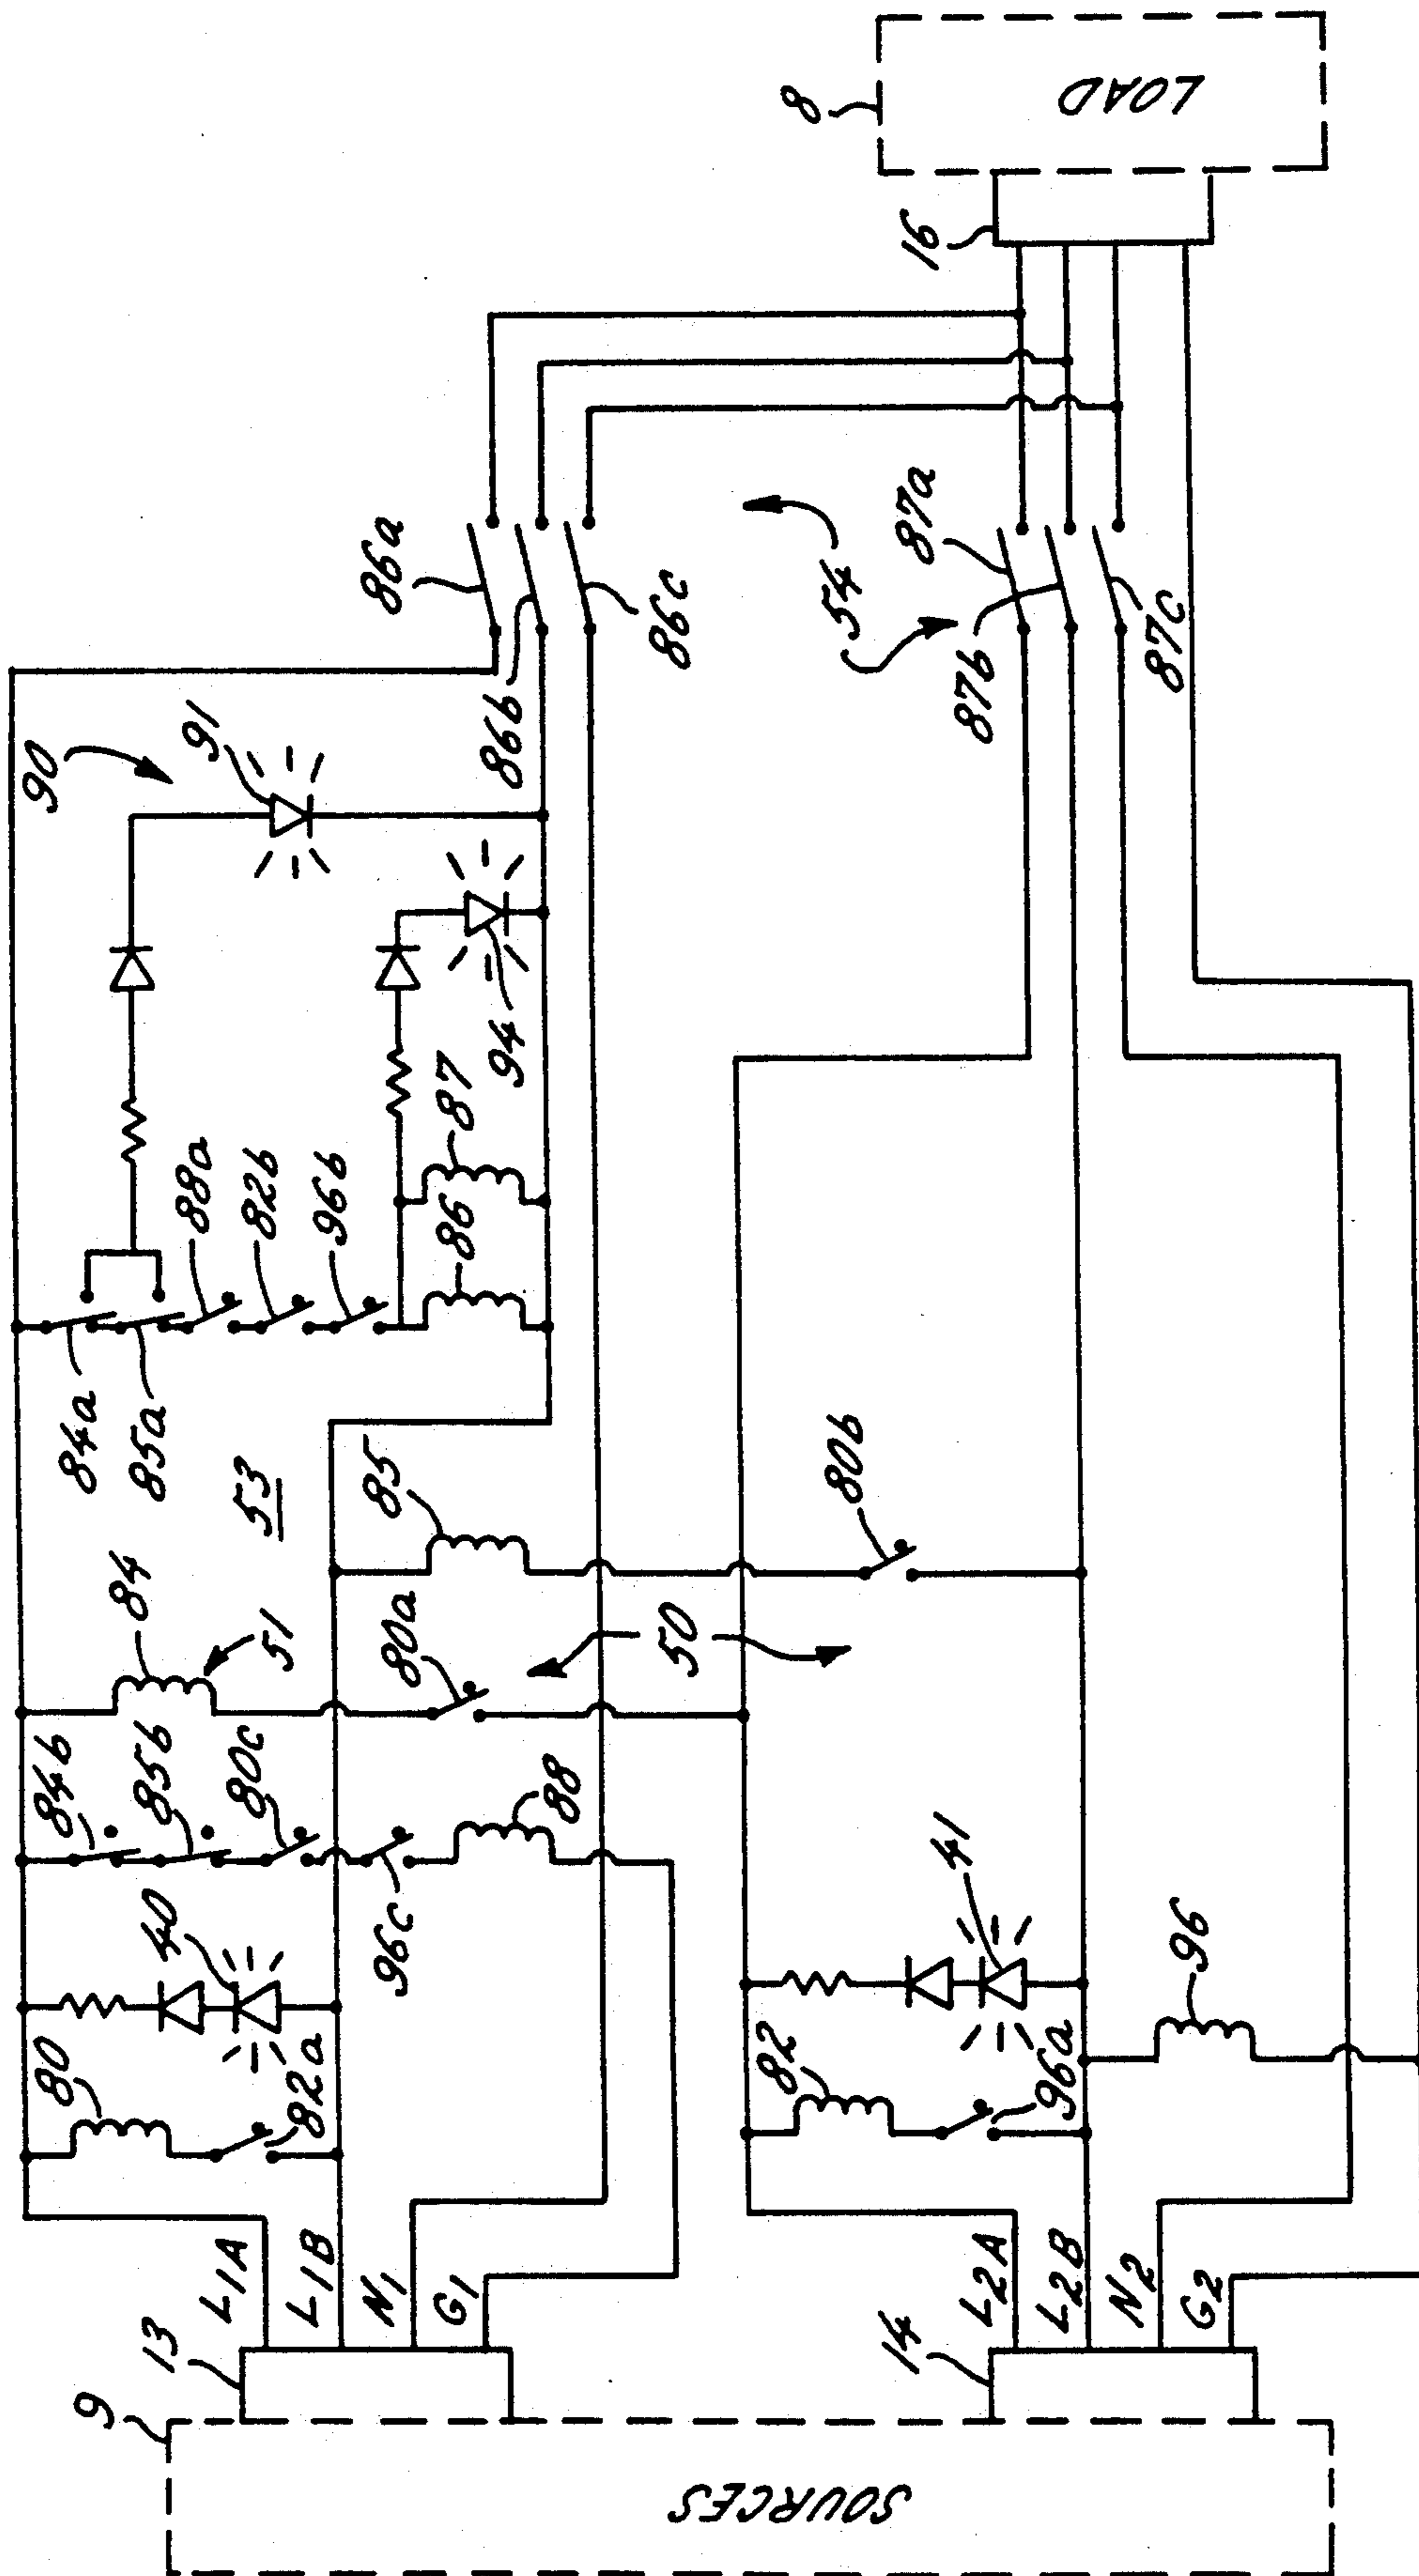 9
SOURCES
13
L1A
L1B
N1
G1
14
L2A
L2B
N2
G2
80
82a
40
84b
85b
80c
96c
88
84
51
80a
53
85
50
80b
82
96a
41
96
84a
85a
88a
82b
96b
86
87
94
90
91
86a
86b
86c
54
87a
87b
87c
16
8
LOAD